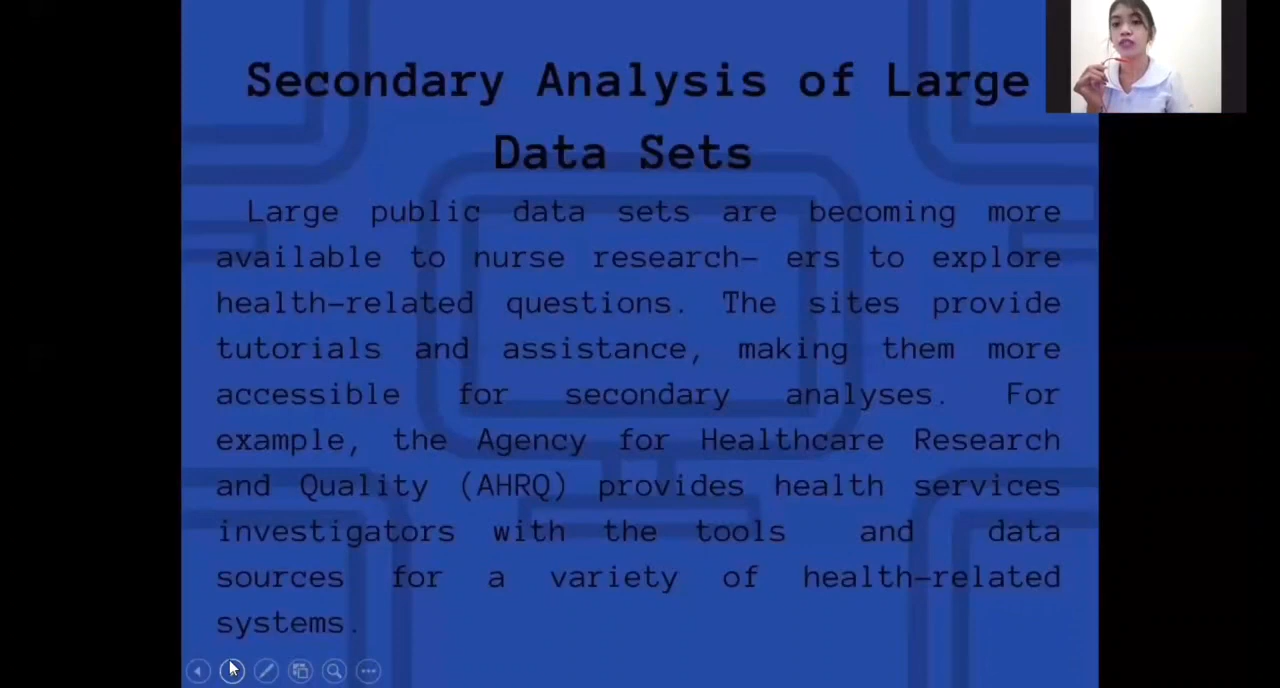 Secondary Analysis of Large
Data Sets
Large public data sets are becoming more
available to nurse research- ers to explore
health-related questions. The sites provide
tutorials and assistance, making them more
accessible for secondary analyses. For
example, the Agency for Healthcare Research
and Quality (AHRQ) provides health services
investigators with the tools and data
sources for a variety of health-related
systems.